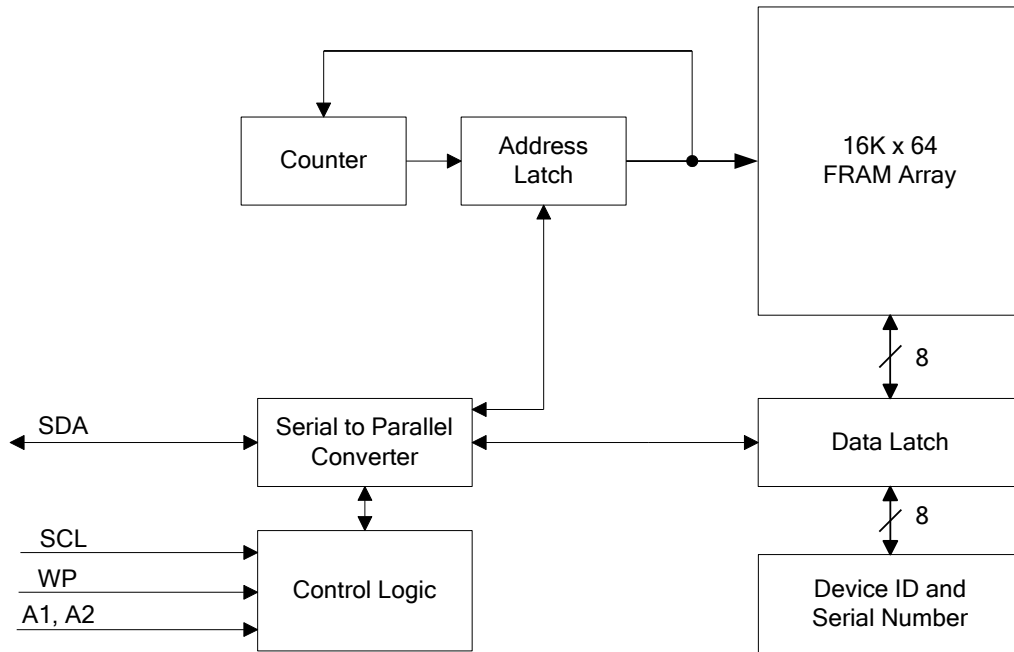 16K x 64
FRAM Array
Counter
Address
Latch
8
SDA
Serial to Parallel
Converter
Data Latch
8
SCL
WP
A1, A2
Control Logic
Device ID and
Serial Number